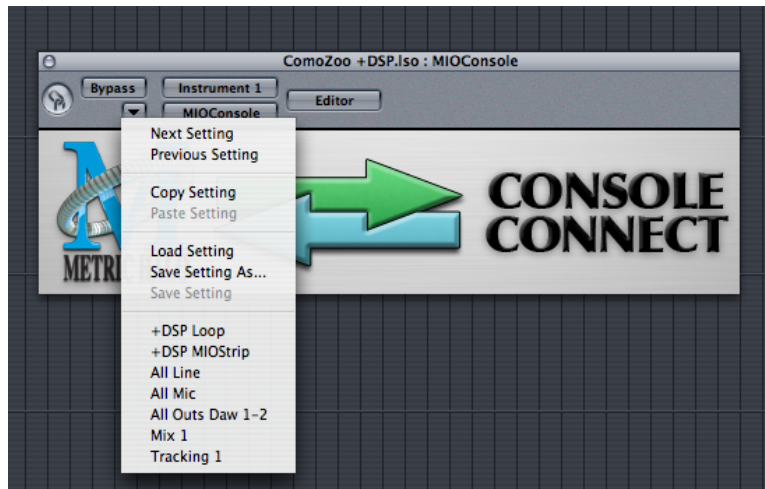 ComoZoo +DSP.lso : MIOConsole
Bypass
Instrument 1
MIOConsole
Editor
Next Setting
Previous Setting
Copy Setting
Paste Setting
Load Setting
Save Setting As...
Save Setting
+DSP Loop
+DSP MIOStrip
All Line
All Mic
All Outs Daw 1-2
Mix 1
Tracking 1
CONSOLE
CONNECT